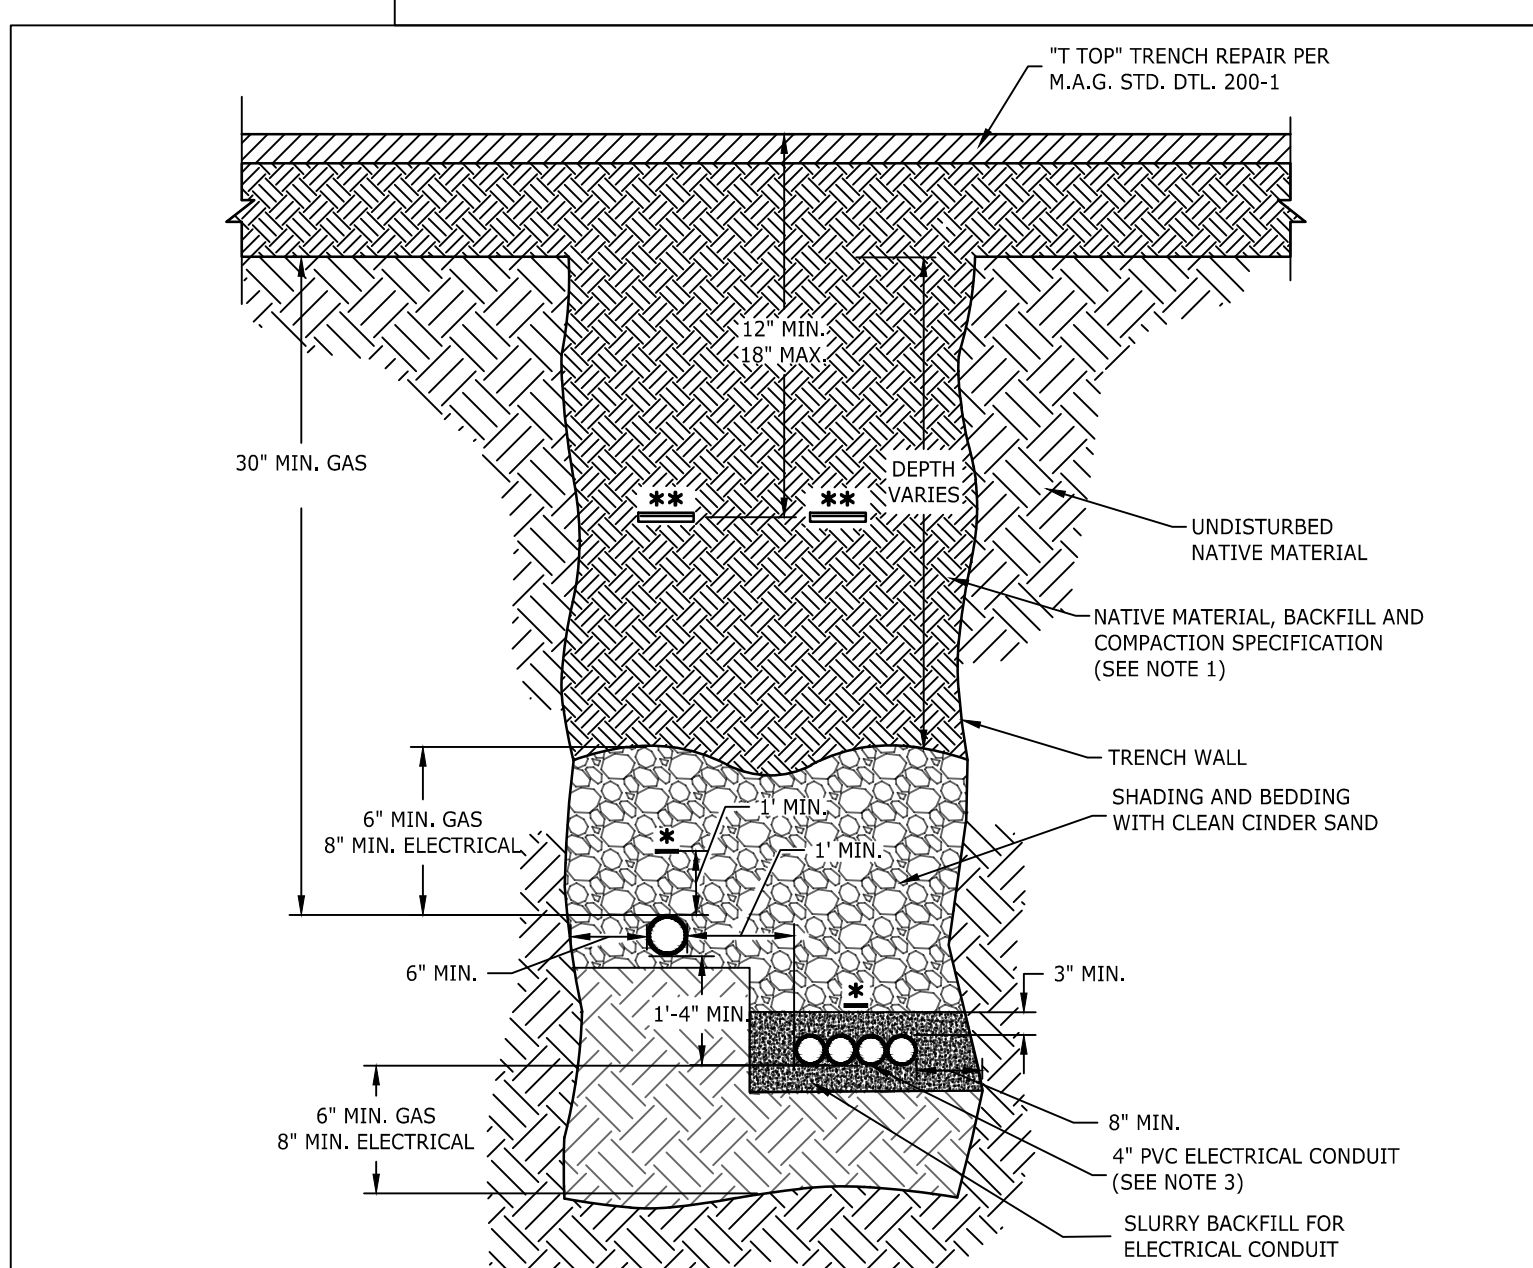 "T TOP" TRENCH REPAIR PER
M.A.G. STD. DTL. 200-1
12" MIN.
18" MAX.
30" MIN. GAS
DEPTH
VARIES
**
**
UNDISTURBED
NATIVE MATERIAL
NATIVE MATERIAL, BACKFILL AND
COMPACTION SPECIFICATION
(SEE NOTE 1)
TRENCH WALL
SHADING AND BEDDING
WITH CLEAN CINDER SAND
6" MIN. GAS
8" MIN. ELECTRICAL
1' MIN.
*
1' MIN.
6" MIN.
3" MIN.
*
1'-4" MIN.
6" MIN. GAS
8" MIN. ELECTRICAL
8" MIN.
4" PVC ELECTRICAL CONDUIT
(SEE NOTE 3)
SLURRY BACKFILL FOR
ELECTRICAL CONDUIT